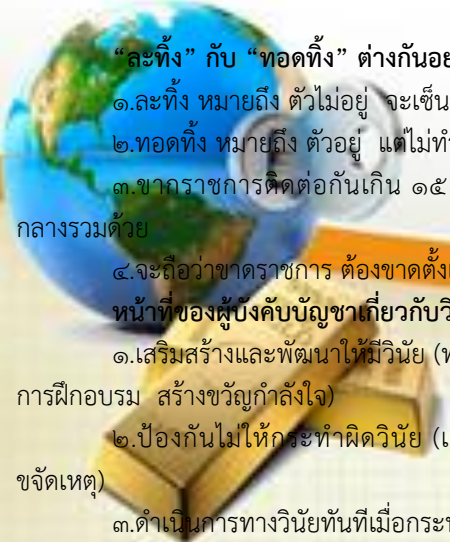 “ละทิ้ง” กับ “ทอดทิ้ง” ต่างกันอย
๑.ละทิ้ง หมายถึง ตัวไม่อยู่ จะเซ็น
๒.ทอดทิ้ง หมายถึง ตัวอยู่ แต่ไม่ทำ
๓.ขากราชการติดต่อกันเกิน ๑๕
กลางรวมด้วย
๔.จะถือว่าขาดราชการ ต้องขาดตั้งแ
หน้าที่ของผู้บังคับบัญชาเกี่ยวกับวิ
๑.เสริมสร้างและพัฒนาให้มีวินัย (ท
การฝึกอบรม สร้างขวัญกำลังใจ)
๒.ป้องกันไม่ให้กระทำผิดวินัย (เ
ขจัดเหตุ)
๓.ดำเนินการทางวินัยทันทีเมื่อกระท